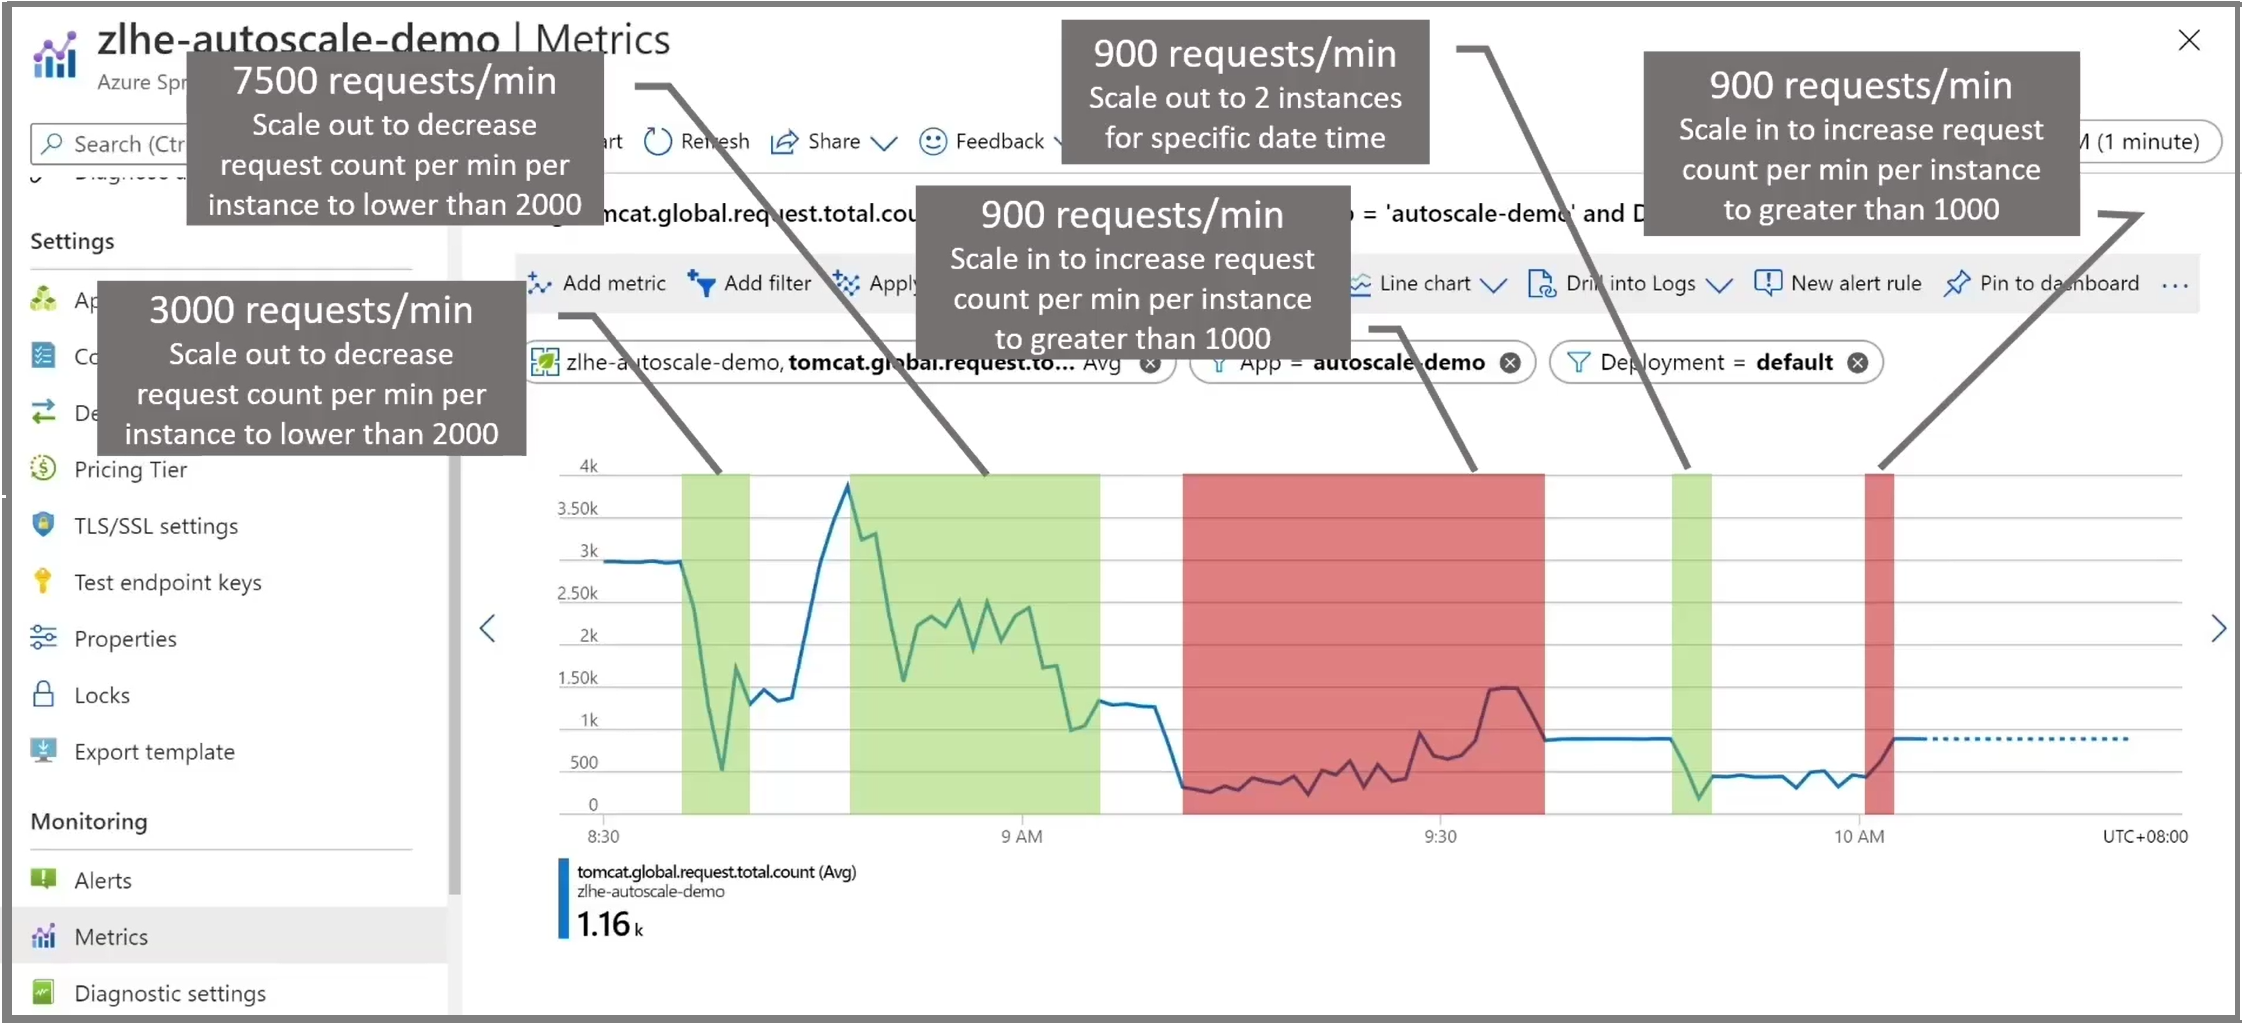 zlhe-autoscale-demo | Metrics
Azure Spr
7500 requests/min
Scale out to decrease
request count per min per
instance to lower than 2000
900 requests/min
Scale out to 2 instances
for specific date time
900 requests/min
Scale in to increase request
count per min per instance
to greater than 1000
Search (Ctr
Refresh
Share
Feedback
M (1 minute)
mcat.global.request.total.cou
= 'autoscale-demo' and D
900 requests/min
Scale in to increase request
count per min per instance
to greater than 1000
Settings
Add metric
Add filter
Apply
Line chart
Drill into Logs
New alert rule
Pin to dashboard
3000 requests/min
Scale out to decrease
request count per min per
instance to lower than 2000
Ap
Co
De
zlhe-autoscale-demo, tomcat.global.request.to... Avg
App = autoscale-demo
Deployment = default
Pricing Tier
TLS/SSL settings
Test endpoint keys
Properties
Locks
Export template
Monitoring
Alerts
Metrics
Diagnostic settings
4k
3.50k
3k
2.50k
2k
1.50k
1k
500
0
8:30
9 AM
9:30
10 AM
UTC+08:00
tomcat.global.request.total.count (Avg)
zlhe-autoscale-demo
1.16 k